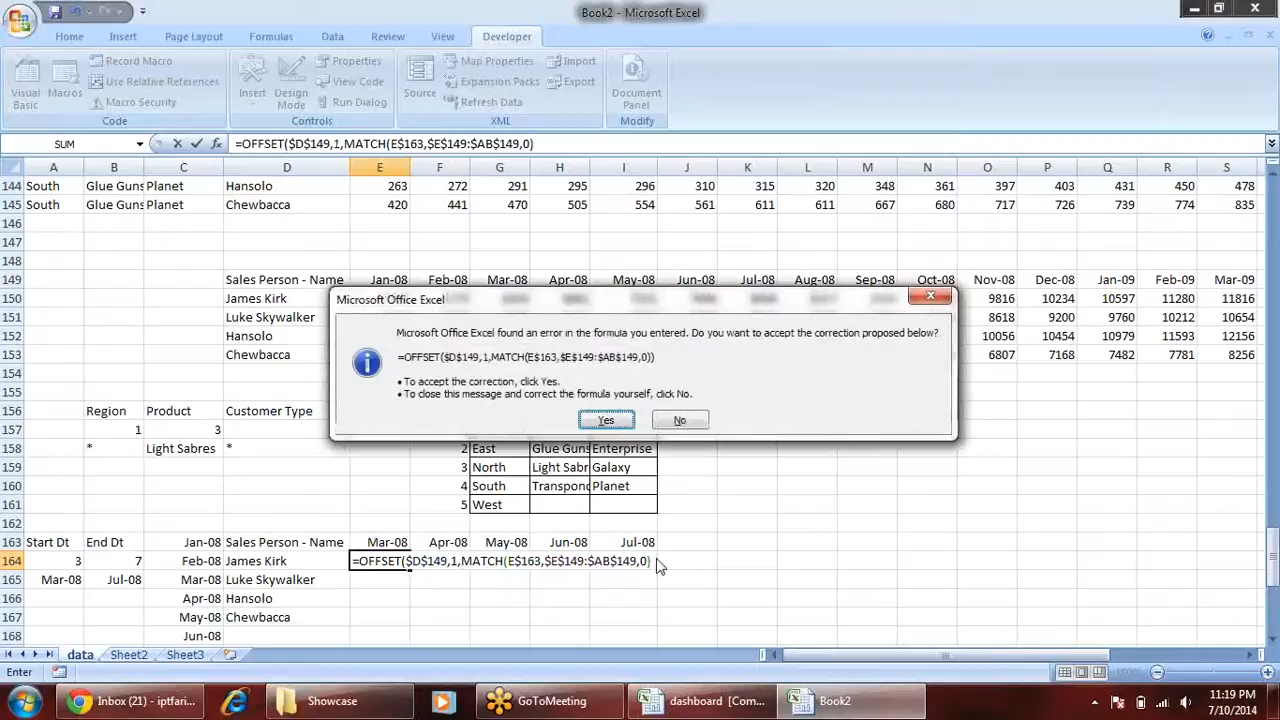 Book2 - Microsoft Excel
Home Insert Page Layout Formulas Data Review View Developer
Record Macro Properties Map Properties Import
Use Relative References View Code Expansion Packs Export
Macro Security Run Dialog Refresh Data
Visual Basic Macros Insert Design Mode Source Document Panel
Code Controls XML Modify
SUM =OFFSET($D$149,1,MATCH(E$163,$E$149:$AB$149,0)
A B C D E F G H I J K L M N O P Q R S
144 South Glue Guns Planet Hansolo 263 272 291 295 296 310 315 320 348 361 397 403 431 450 478
145 South Glue Guns Planet Chewbacca 420 441 470 505 554 561 611 611 667 680 717 726 739 774 835
146
147
148
149 Sales Person - Name Jan-08 Feb-08 Mar-08 Apr-08 May-08 Jun-08 Jul-08 Aug-08 Sep-08 Oct-08 Nov-08 Dec-08 Jan-09 Feb-09 Mar-09
150 James Kirk 9816 10234 10597 11280 11816
151 Luke Skywalker 8618 9200 9760 10212 10654
152 Hansolo 10056 10454 10979 11593 12156
153 Chewbacca 6807 7168 7482 7781 8256
154
155
156 Region Product Customer Type
157 1 3
158 * Light Sabres * 2 East Glue Guns Enterprise
159 3 North Light Sabr Galaxy
160 4 South Transpond Planet
161 5 West
162
163 Start Dt End Dt Jan-08 Sales Person - Name Mar-08 Apr-08 May-08 Jun-08 Jul-08
164 3 7 Feb-08 James Kirk =OFFSET($D$149,1,MATCH(E$163,$E$149:$AB$149,0)
165 Mar-08 Jul-08 Mar-08 Luke Skywalker
166 Apr-08 Hansolo
167 May-08 Chewbacca
168 Jun-08
Microsoft Office Excel
Microsoft Office Excel found an error in the formula you entered. Do you want to accept the correction proposed below?
=OFFSET($D$149,1,MATCH(E$163,$E$149:$AB$149,0))
• To accept the correction, click Yes.
• To close this message and correct the formula yourself, click No.
Yes No
data Sheet2 Sheet3
Enter
Inbox (21) - iptfari... Showcase GoToMeeting dashboard [Com... Book2
11:19 PM
7/10/2014